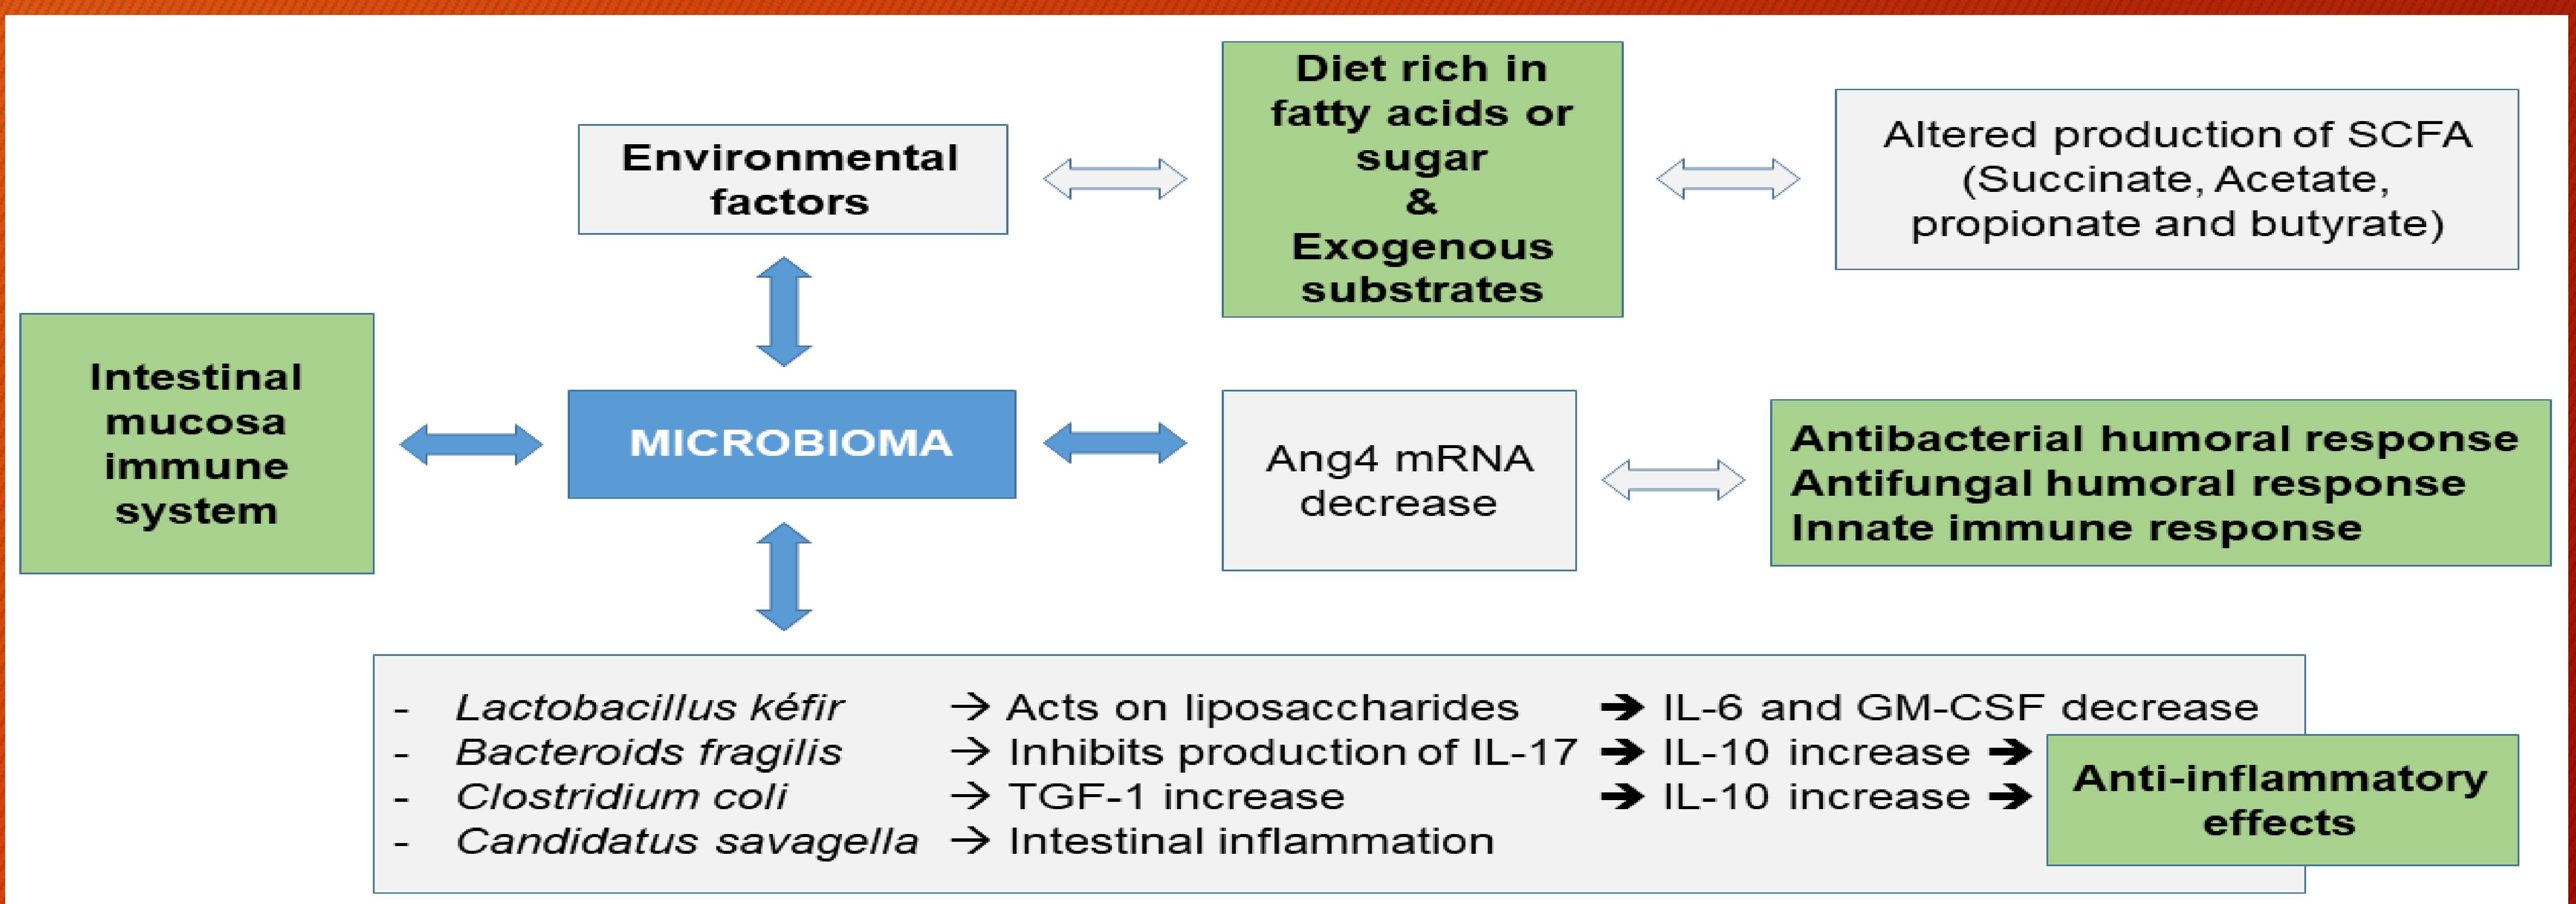 Environmental
factors
Diet rich in
fatty acids or
sugar
&
Exogenous
substrates
Altered production of SCFA
(Succinate, Acetate,
propionate and butyrate)
Intestinal
mucosa
immune
system
MICROBIOMA
Ang4 mRNA
decrease
Antibacterial humoral response
Antifungal humoral response
Innate immune response
- Lactobacillus kéfir → Acts on liposaccharides ➔ IL-6 and GM-CSF decrease
- Bacteroids fragilis → Inhibits production of IL-17 ➔ IL-10 increase ➔
- Clostridium coli → TGF-1 increase ➔ IL-10 increase ➔
- Candidatus savagella → Intestinal inflammation
Anti-inflammatory
effects